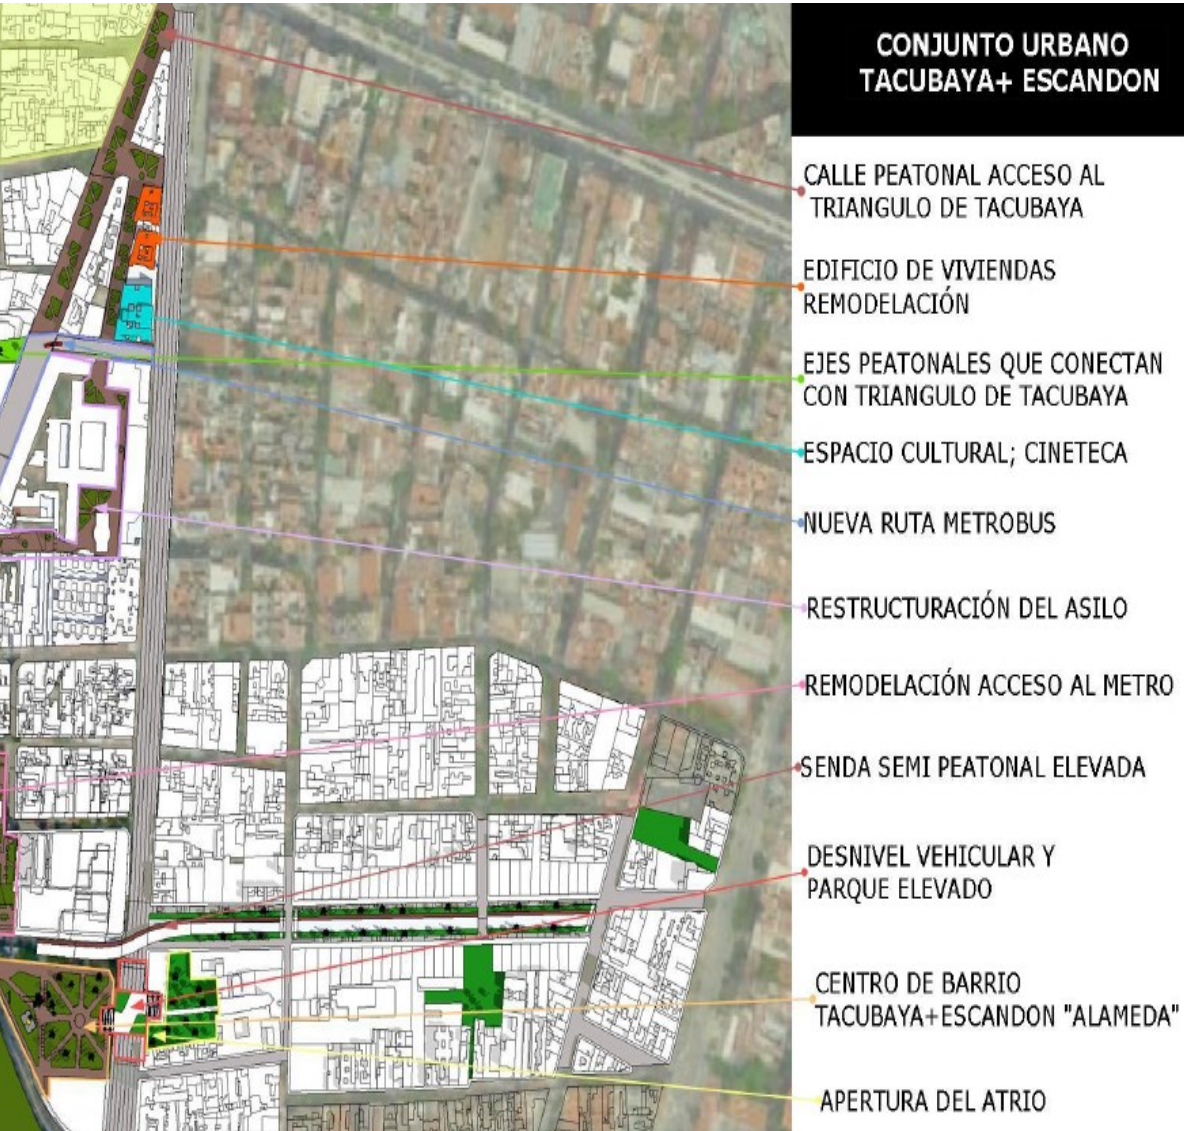 CONJUNTO URBANO
TACUBAYA+ ESCANDON
CALLE PEATONAL ACCESO AL
TRIANGULO DE TACUBAYA
EDIFICIO DE VIVIENDAS
REMODELACIÓN
EJES PEATONALES QUE CONECTAN
CON TRIANGULO DE TACUBAYA
ESPACIO CULTURAL; CINETECA
NUEVA RUTA METROBUS
RESTRUCTURACIÓN DEL ASILO
REMODELACIÓN ACCESO AL METRO
SENDA SEMI PEATONAL ELEVADA
DESNIVEL VEHICULAR Y
PARQUE ELEVADO
CENTRO DE BARRIO
TACUBAYA+ESCANDON "ALAMEDA"
APERTURA DEL ATRIO